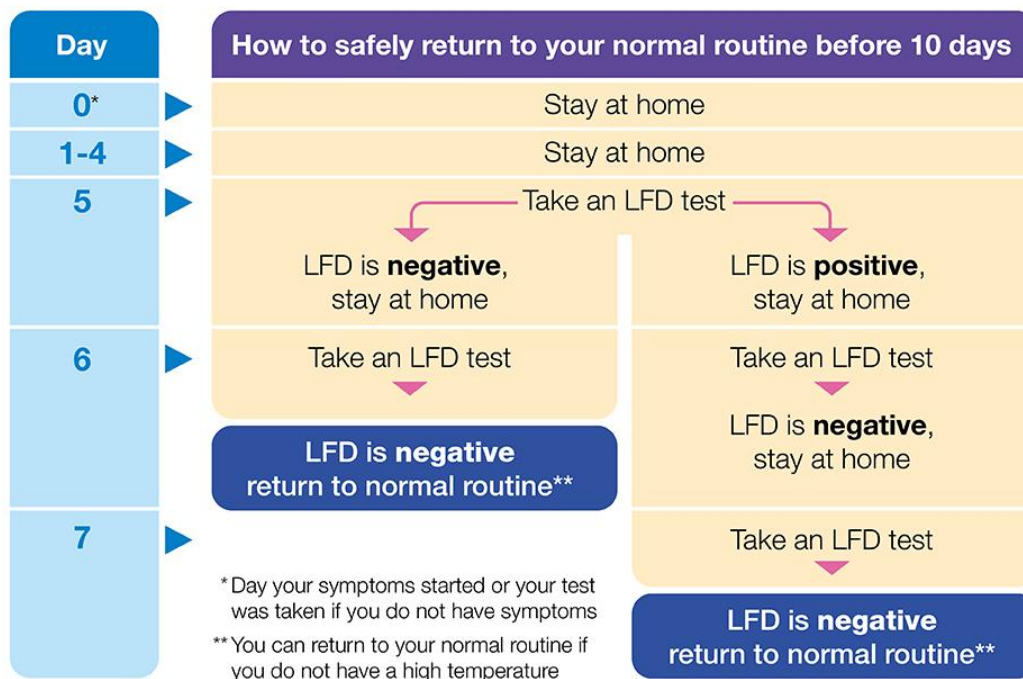 Day
How to safely return to your normal routine before 10 days
0*
Stay at home
1-4
Stay at home
5
Take an LFD test
LFD is negative,
stay at home
LFD is positive,
stay at home
6
Take an LFD test
LFD is negative
return to normal routine**
Take an LFD test
LFD is negative,
stay at home
7
Take an LFD test
LFD is negative
return to normal routine**
* Day your symptoms started or your test
was taken if you do not have symptoms
** You can return to your normal routine if
you do not have a high temperature